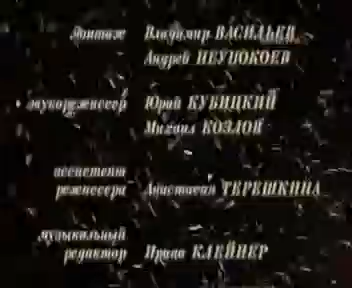 монтаж Владимир ВАСИЛЬЕВ
Андрей НЕУПОКОЕВ
звукорежиссер Юрий КУБИЦКИЙ
Михаил КОЗЛОВ
ассистент
режиссера Анастасия ТЕРЕШКИНА
музыкальный
редактор Ирина КЛЕЙНЕР